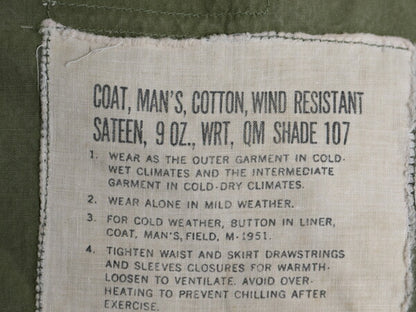 COAT, MAN'S, COTTON, WIND RESISTANT
SATEEN, 9 OZ., WRT, QM SHADE 107
1. WEAR AS THE OUTER GARMENT IN COLD-
WET CLIMATES AND THE INTERMEDIATE
GARMENT IN COLD-DRY CLIMATES.
2. WEAR ALONE IN MILD WEATHER.
3. FOR COLD WEATHER, BUTTON IN LINER,
COAT, MAN'S, FIELD, M-1951.
4. TIGHTEN WAIST AND SKIRT DRAWSTRINGS
AND SLEEVES CLOSURES FOR WARMTH-
LOOSEN TO VENTILATE. AVOID OVER-
HEATING TO PREVENT CHILLING AFTER
EXERCISE.